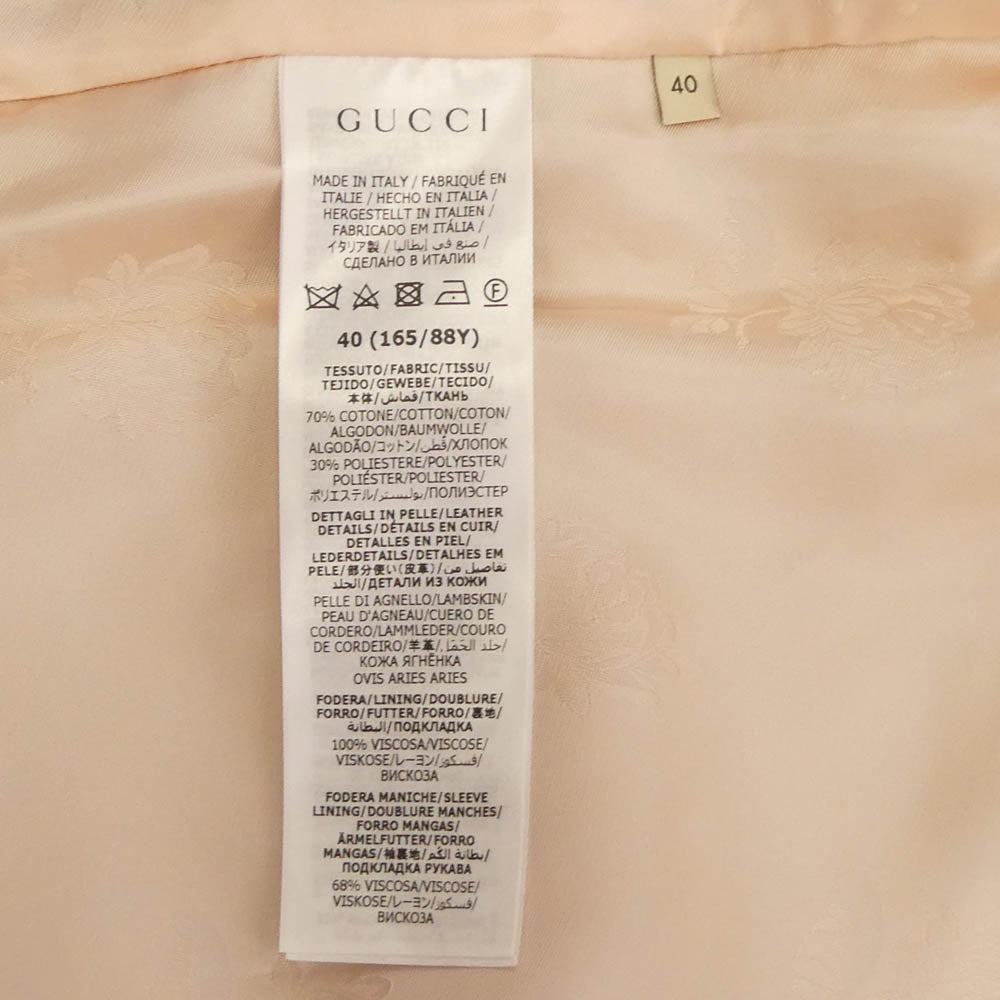 GUCCI
40
MADE IN ITALY / FABRIQUÉ EN
ITALIE / HECHO EN ITALIA /
HERGESTELLT IN ITALIEN /
FABRICADO EM ITÁLIA /
イタリア製 / صنع في إيطاليا /
СДЕЛАНО В ИТАЛИИ
F
40 (165/88Y)
TESSUTO/FABRIC/TISSU/
TEJIDO/GEWEBE/TECIDO/
本体/قماش/ТКАНЬ
70% COTONE/COTTON/COTON/
ALGODON/BAUMWOLLE/
ALGODÃO/コットン/قُطن/ХЛОПОК
30% POLIESTERE/POLYESTER/
POLIÉSTER/POLIESTER/
ポリエステル/بوليستر/ПОЛИЭСТЕР
DETTAGLI IN PELLE/LEATHER
DETAILS/DÉTAILS EN CUIR/
DETALLES EN PIEL/
LEDERDETAILS/DETALHES EM
PELE/部分使い(皮革)/تفاصيل من
الجلد/ДЕТАЛИ ИЗ КОЖИ
PELLE DI AGNELLO/LAMBSKIN/
PEAU D'AGNEAU/CUERO DE
CORDERO/LAMMLEDER/COURO
DE CORDEIRO/羊革/جلد الحَمَل/
КОЖА ЯГНЁНКА
OVIS ARIES ARIES
FODERA/LINING/DOUBLURE/
FORRO/FUTTER/FORRO/裏地/
البطانة/ПОДКЛАДКА
100% VISCOSA/VISCOSE/
VISKOSE/レーヨン/فسكوز/
ВИСКОЗА
FODERA MANICHE/SLEEVE
LINING/DOUBLURE MANCHES/
FORRO MANGAS/
ÄRMELFUTTER/FORRO
MANGAS/袖裏地/بطانة الكُم/
ПОДКЛАДКА РУКАВА
68% VISCOSA/VISCOSE/
VISKOSE/レーヨン/فسكوز/
ВИСКОЗА